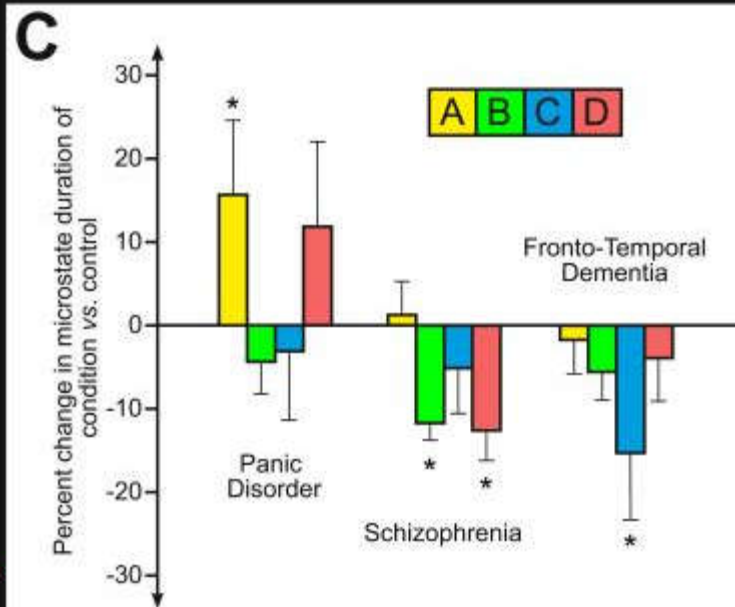 C
30
20
10
0
-10
-20
-30
Percent change in microstate duration of
condition vs. control
*
A B C D
Panic
Disorder
*
*
Schizophrenia
Fronto-Temporal
Dementia
*